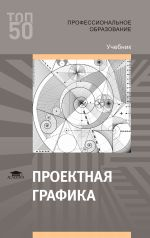 ТОП
50
ПРОФЕССИОНАЛЬНОЕ
ОБРАЗОВАНИЕ
Учебник
ПРОЕКТНАЯ
ГРАФИКА